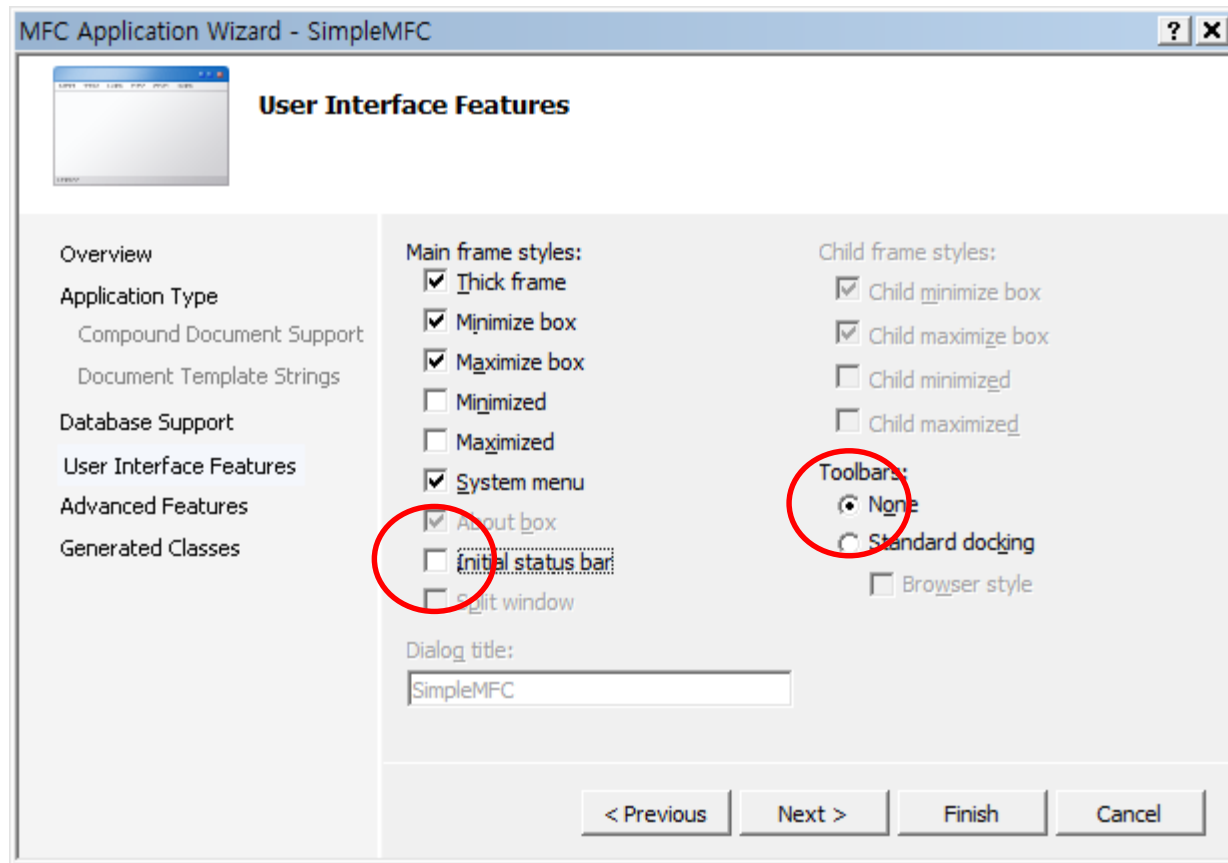 MFC Application Wizard - SimpleMFC
User Interface Features
Overview
Application Type
Compound Document Support
Document Template Strings
Database Support
User Interface Features
Advanced Features
Generated Classes
Main frame styles:
Thick frame
Minimize box
Maximize box
Minimized
Maximized
System menu
About box
Initial status bar
Split window
Dialog title:
SimpleMFC
Child frame styles:
Child minimize box
Child maximize box
Child minimized
Child maximized
Toolbars:
None
Standard docking
Browser style
< Previous
Next >
Finish
Cancel